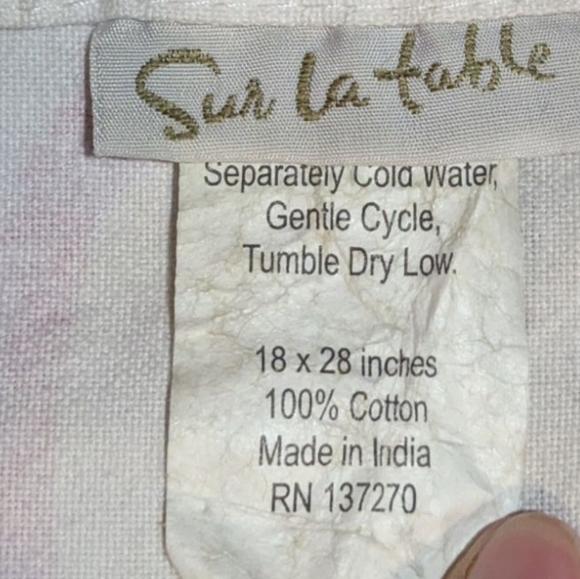 Sur la table
Separately Cold Water,
Gentle Cycle,
Tumble Dry Low.
18 x 28 inches
100% Cotton
Made in India
RN 137270